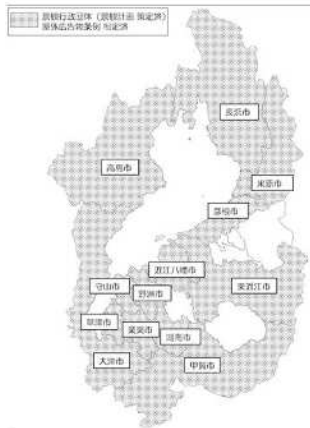 景観行政団体（景観計画 策定済）
屋外広告物条例 制定済
長浜市
高島市
米原市
彦根市
近江八幡市
東近江市
守山市
野洲市
草津市
栗東市
湖南市
大津市
甲賀市